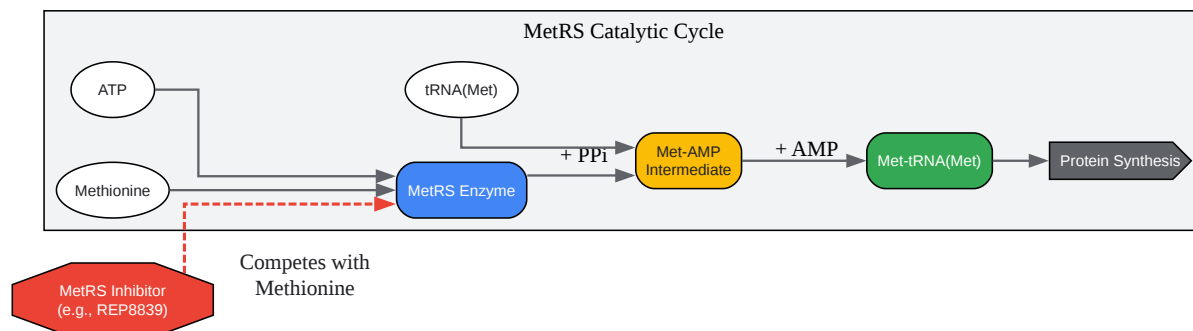 MetRS Catalytic Cycle
ATP
tRNA(Met)
+ PPi
Met-AMP
Intermediate
+ AMP
Met-tRNA(Met)
Protein Synthesis
Methionine
MetRS Enzyme
Competes with
Methionine
MetRS Inhibitor
(e.g., REP8839)